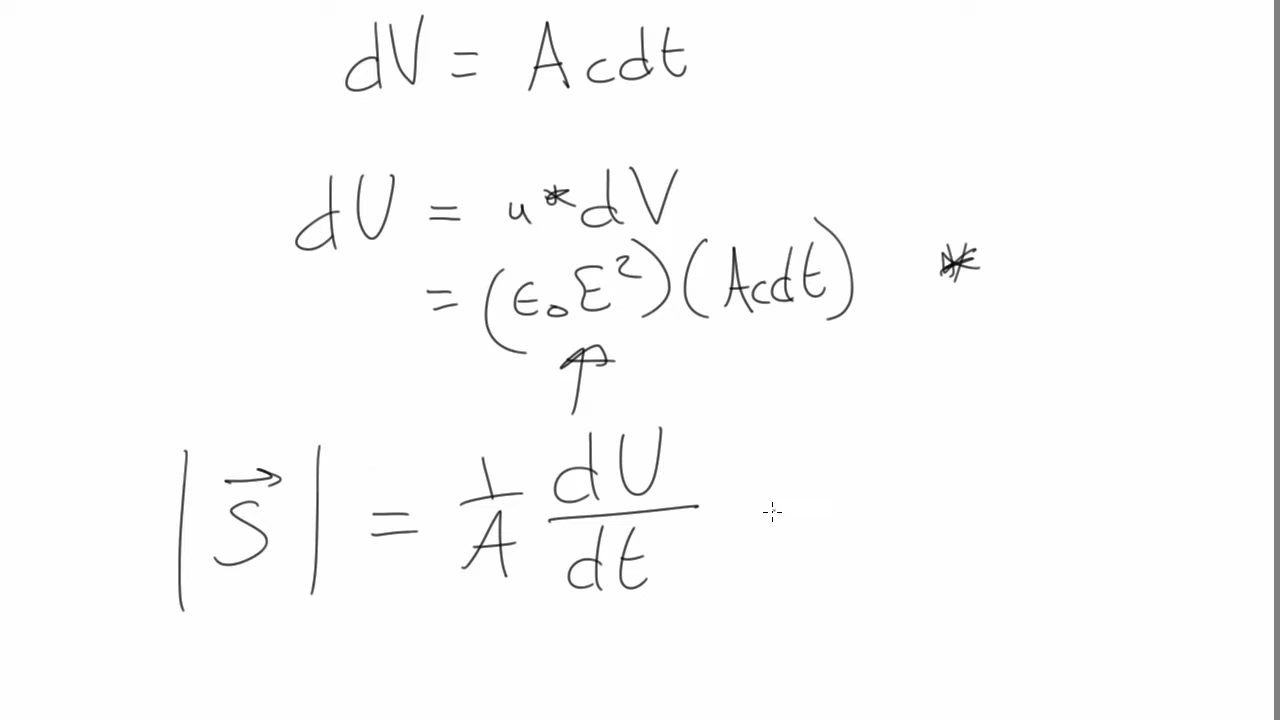 dV = Acdt
dU = u*dV
= (ϵ₀E²)(Acdt) *
|S⃗| = 1/A dU/dt